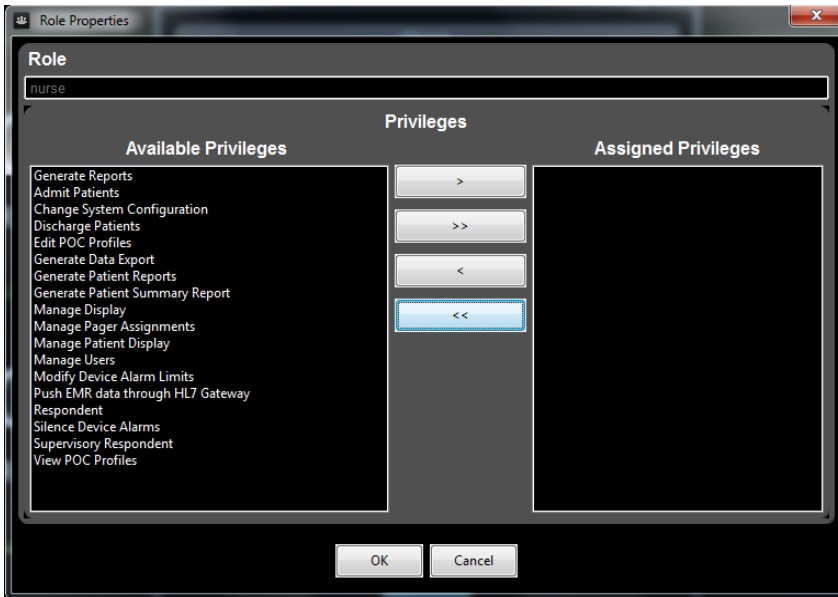 Role Properties
x
Role
nurse
Privileges
Available Privileges
Assigned Privileges
Generate Reports
Admit Patients
Change System Configuration
Discharge Patients
Edit POC Profiles
Generate Data Export
Generate Patient Reports
Generate Patient Summary Report
Manage Display
Manage Pager Assignments
Manage Patient Display
Manage Users
Modify Device Alarm Limits
Push EMR data through HL7 Gateway
Respondent
Silence Device Alarms
Supervisory Respondent
View POC Profiles
>
>>
<
<<
OK
Cancel